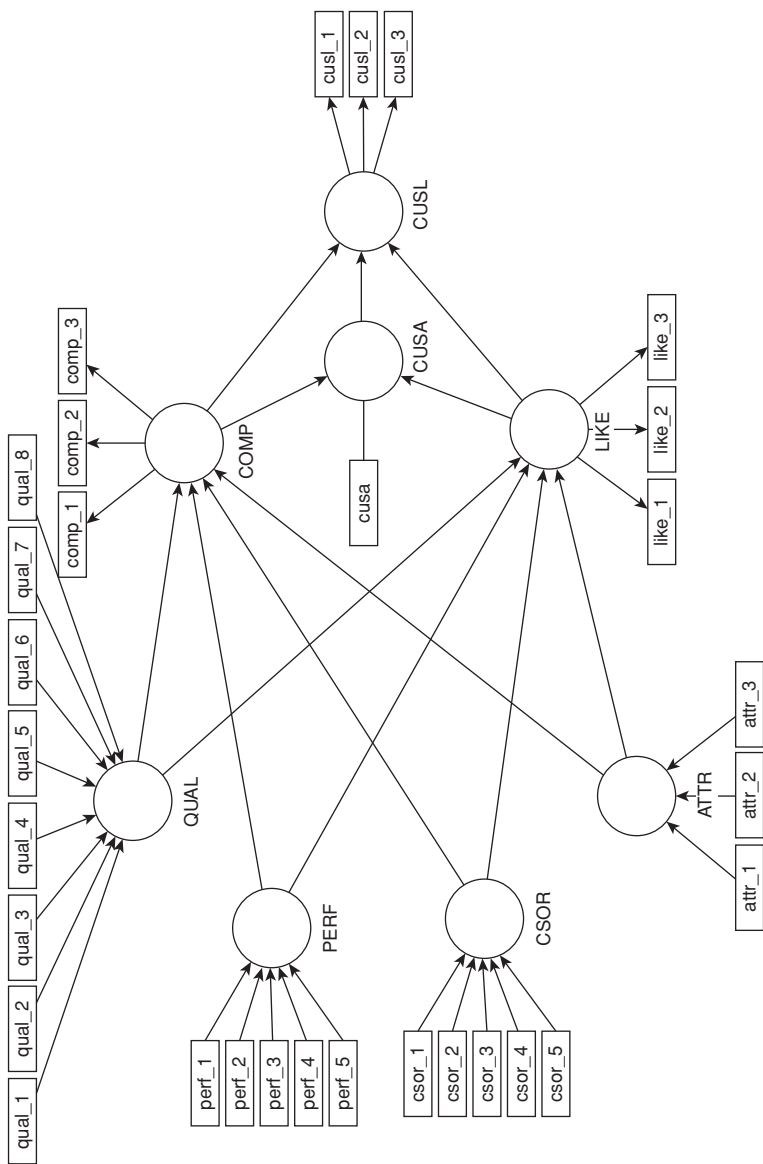 qual_1
qual_2
qual_3
qual_4
qual_5
qual_6
qual_7
qual_8
comp_1
comp_2
comp_3
cusl_1
cusl_2
cusl_3
QUAL
COMP
CUSL
perf_1
perf_2
perf_3
perf_4
perf_5
PERF
cusa
CUSA
csor_1
csor_2
csor_3
csor_4
csor_5
CSOR
LIKE
like_1
like_2
like_3
ATTR
attr_1
attr_2
attr_3